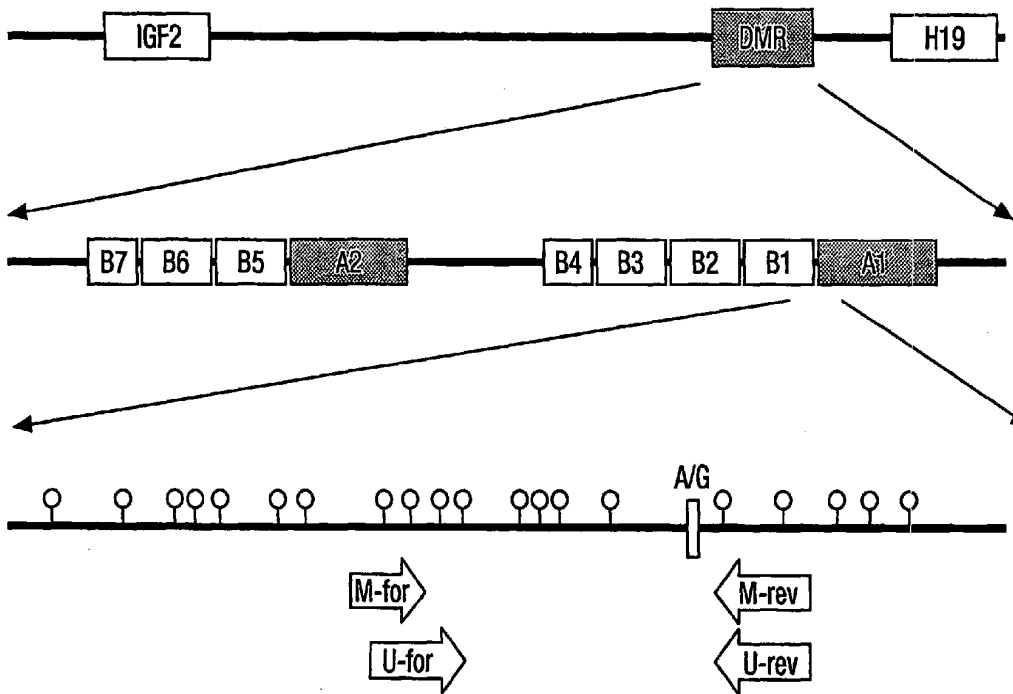 IGF2 DMR H19
B7 B6 B5 A2 B4 B3 B2 B1 A1
A/G
M-for M-rev
U-for U-rev